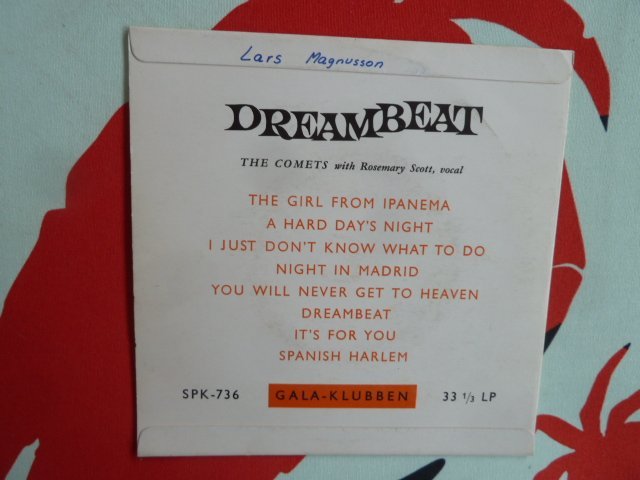 Lars Magnusson
DREAMBEAT
THE COMETS with Rosemary Scott, vocal
THE GIRL FROM IPANEMA
A HARD DAY'S NIGHT
I JUST DON'T KNOW WHAT TO DO
NIGHT IN MADRID
YOU WILL NEVER GET TO HEAVEN
DREAMBEAT
IT'S FOR YOU
SPANISH HARLEM
SPK-736 GALA-KLUBBEN 33 1/3 LP